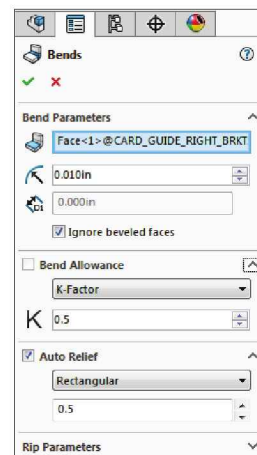 Bends
Bend Parameters
Face<1>@CARD_GUIDE_RIGHT_BRKT
0.010in
D1
0.000in
Ignore beveled faces
Bend Allowance
K-Factor
K
0.5
Auto Relief
Rectangular
0.5
Rip Parameters